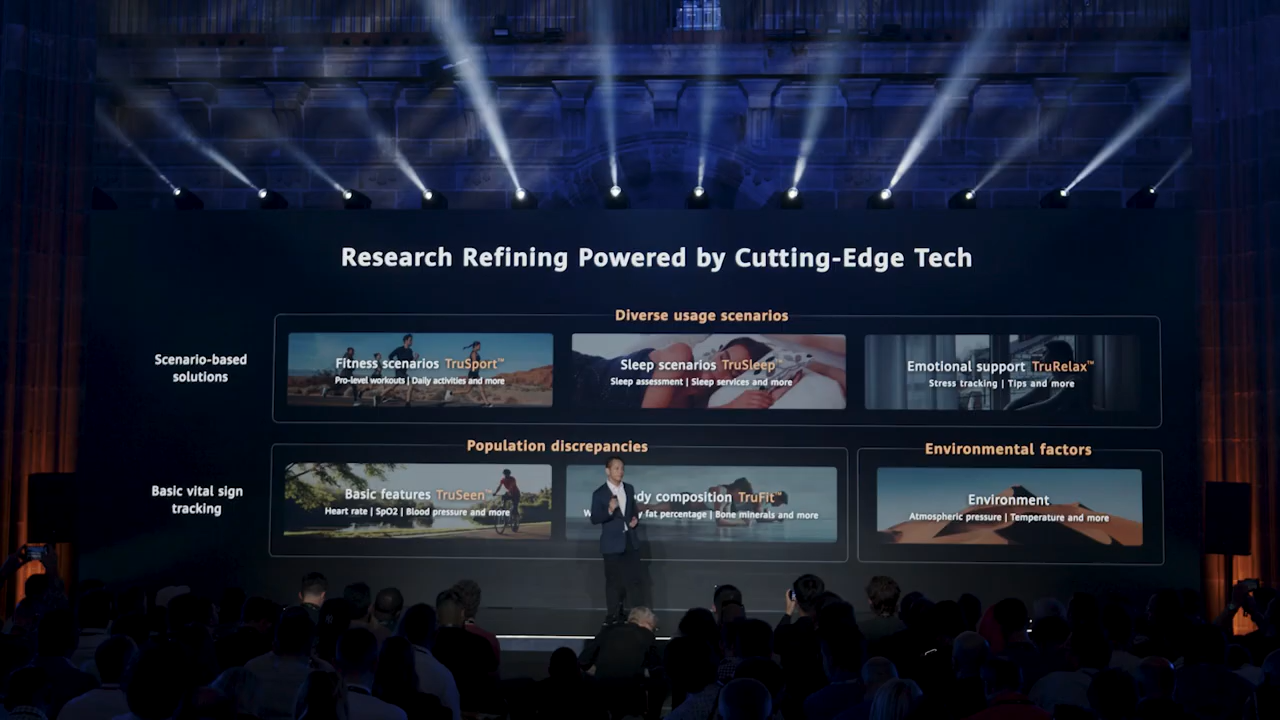 Research Refining Powered by Cutting-Edge Tech
Diverse usage scenarios
Scenario-based
solutions
Fitness scenarios TruSport™
Pro-level workouts | Daily activities and more
Sleep scenarios TruSleep™
Sleep assessment | Sleep services and more
Emotional support TruRelax™
Stress tracking | Tips and more
Population discrepancies
Environmental factors
Basic vital sign
tracking
Basic features TruSeen™
Heart rate | SpO2 | Blood pressure and more
composition TruFit™
fat percentage | Bone minerals and more
Environment
Atmospheric pressure | Temperature and more